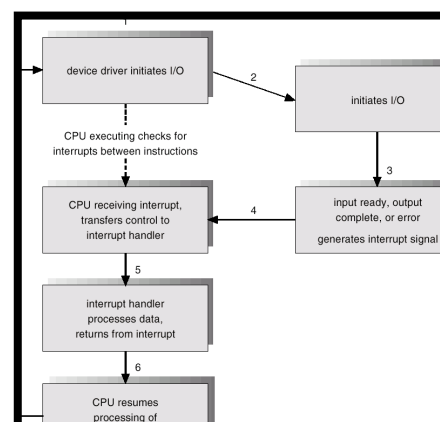 device driver initiates I/O
2
initiates I/O
CPU executing checks for
interrupts between instructions
3
CPU receiving interrupt,
transfers control to
interrupt handler
4
input ready, output
complete, or error
generates interrupt signal
5
interrupt handler
processes data,
returns from interrupt
6
CPU resumes
processing of